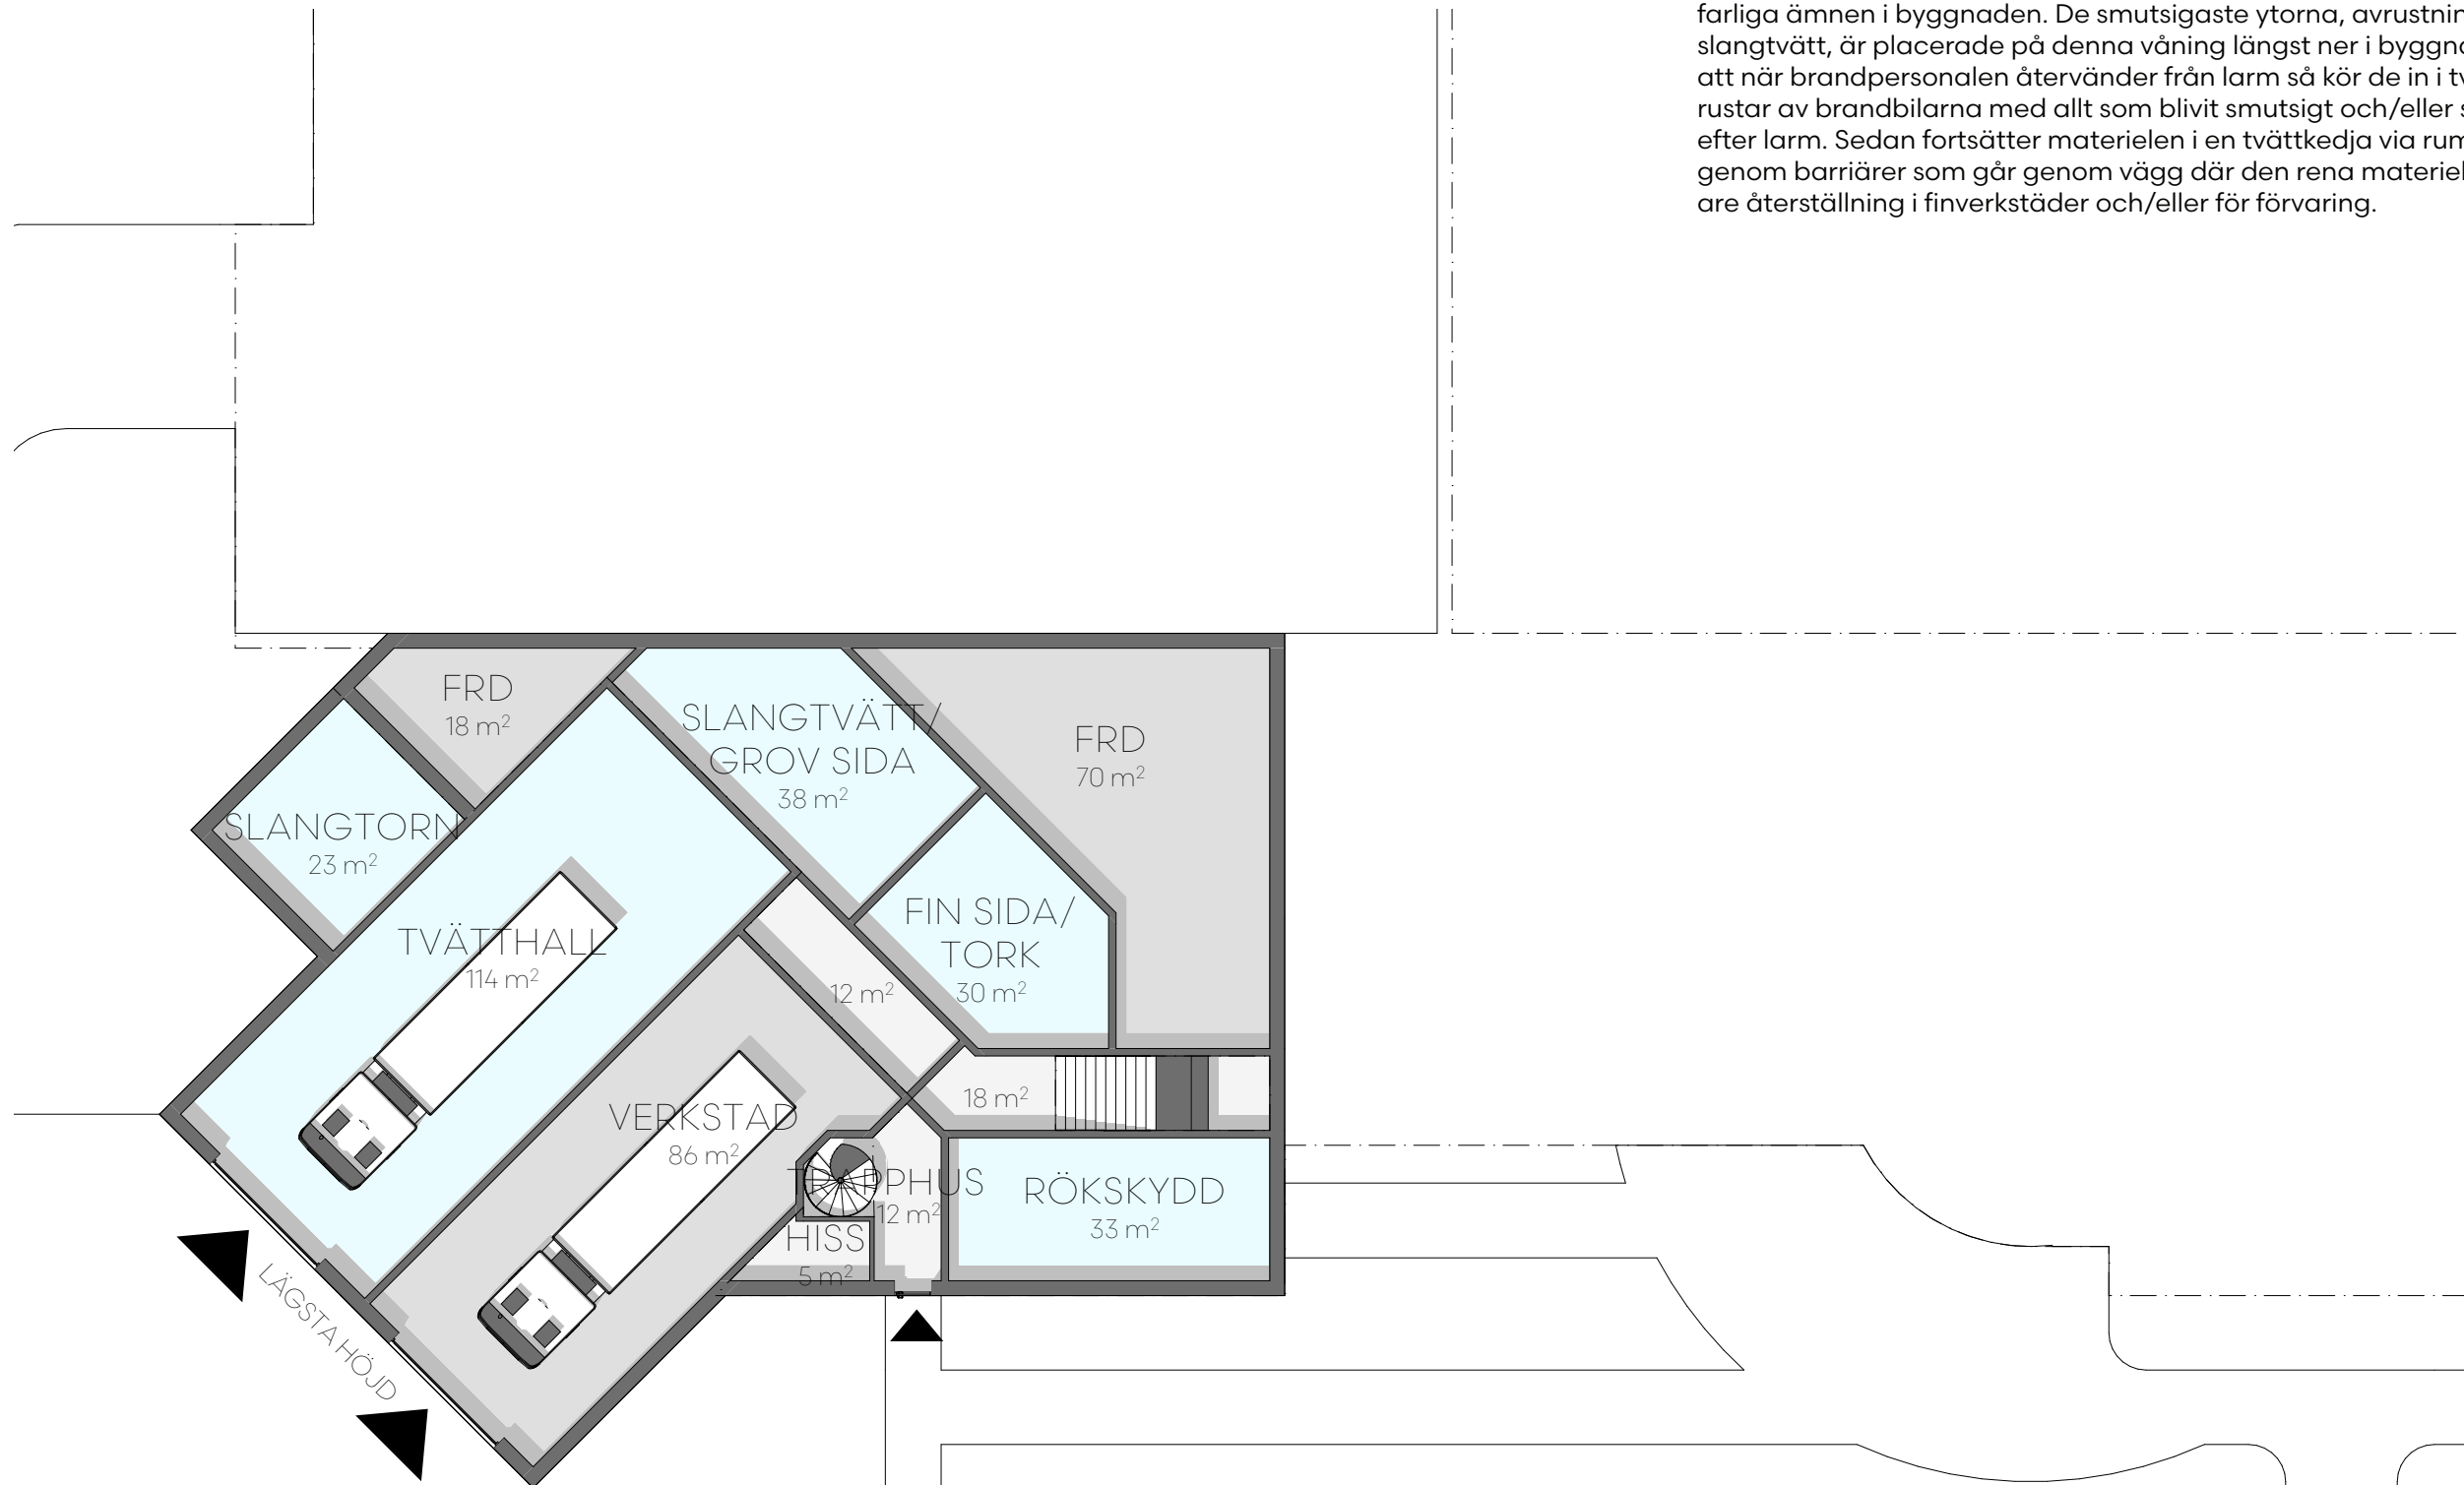 farliga ämnen i byggnaden. De smutsigaste ytorna,
slangtvätt, är placerade på denna våning längst ner i
att när brandpersonalen återvänder från larm så kör de in i
rustar av brandbilarna med allt som blivit smutsigt och/eller
efter larm. Sedan fortsätter materielen i en tvättkedja via
genom barriärer som går genom vägg där den rena
are återställning i finverkstäder och/eller för förvaring.
FRD
18 m²
SLANGTVÄTT/
GROV SIDA
38 m²
FRD
70 m²
SLANGTORN
23 m²
TVÄTTHALL
114 m²
FIN SIDA/
TORK
30 m²
12 m²
18 m²
VERKSTAD
86 m²
TRAPPHUS
12 m²
RÖKSKYDD
33 m²
HISS
5 m²
LÄGSTA HÖJD